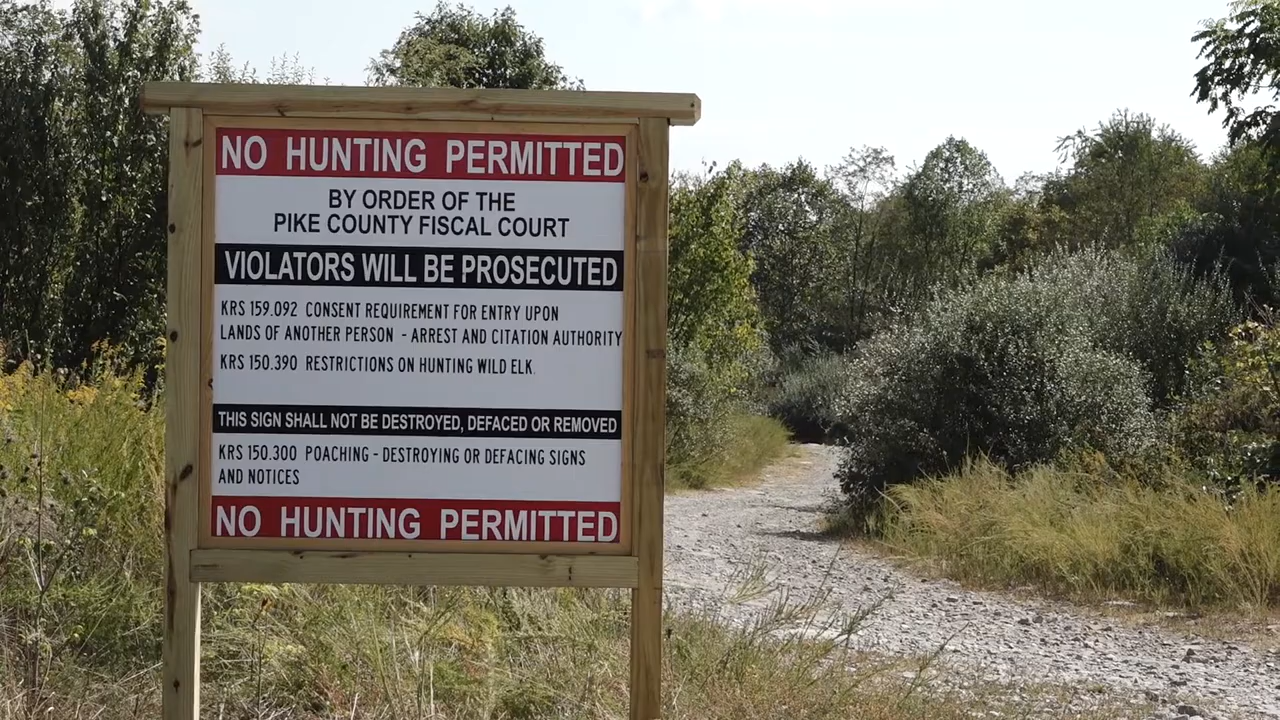 NO HUNTING PERMITTED
BY ORDER OF THE
PIKE COUNTY FISCAL COURT
VIOLATORS WILL BE PROSECUTED
KRS 159.092 CONSENT REQUIREMENT FOR ENTRY UPON
LANDS OF ANOTHER PERSON - ARREST AND CITATION AUTHORITY
KRS 150.390 RESTRICTIONS ON HUNTING WILD ELK.
THIS SIGN SHALL NOT BE DESTROYED, DEFACED OR REMOVED
KRS 150.300 POACHING - DESTROYING OR DEFACING SIGNS
AND NOTICES
NO HUNTING PERMITTED